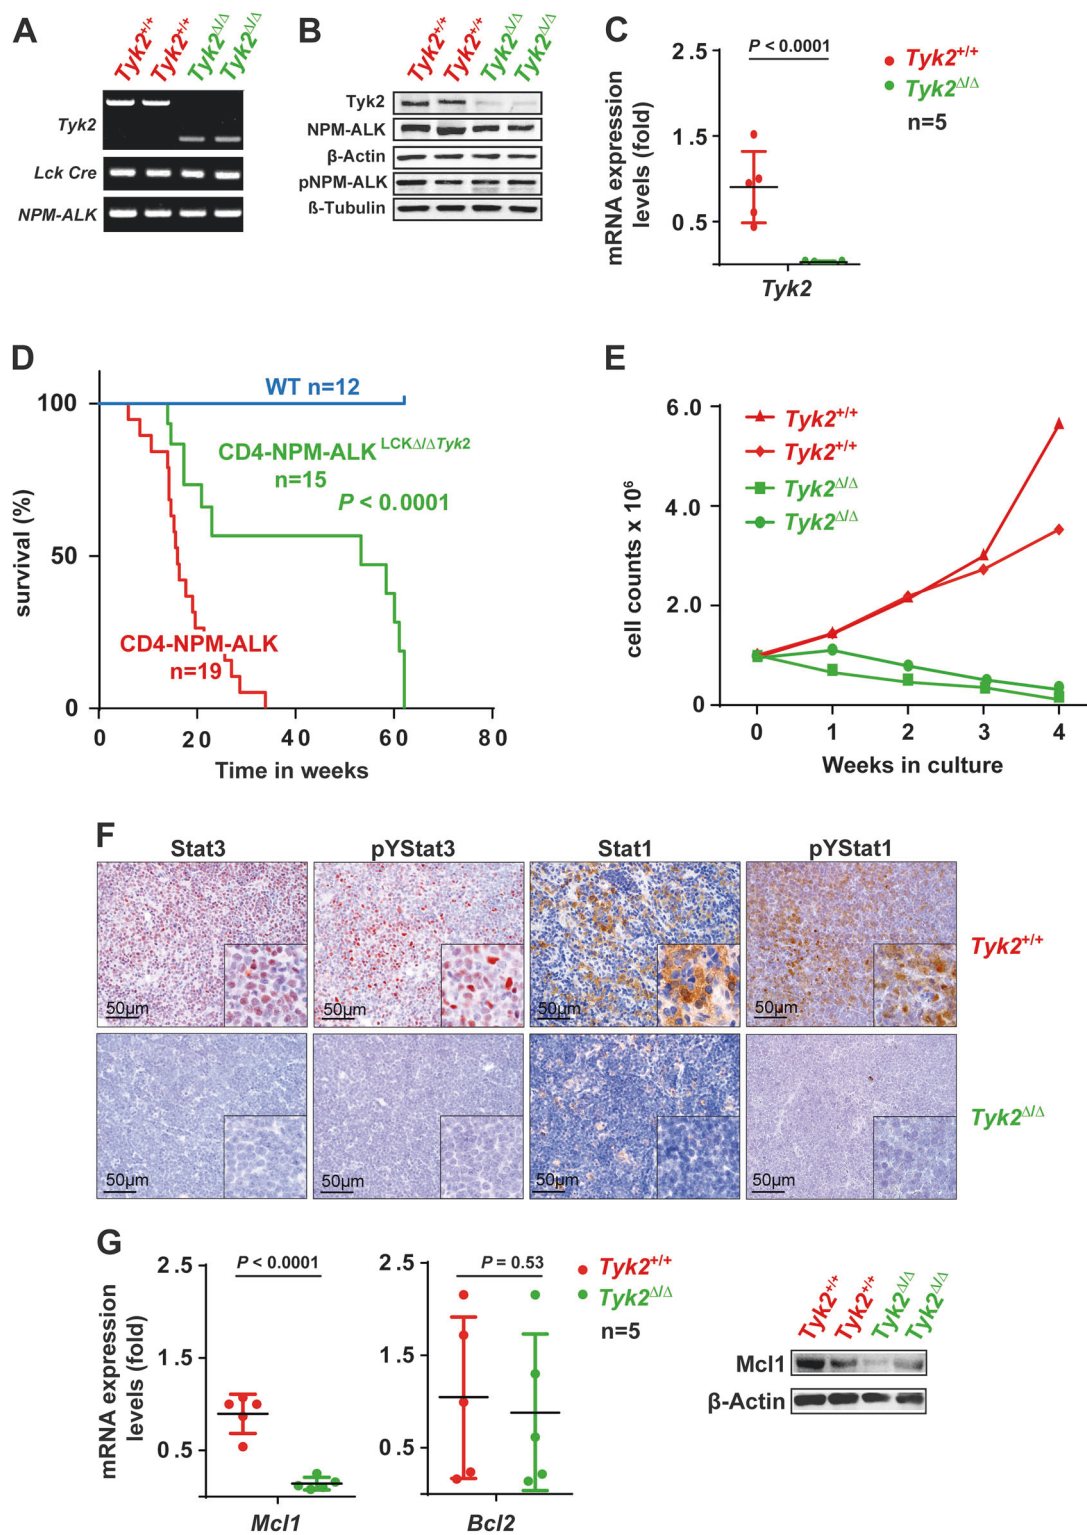 A
Tyk2+/+ Tyk2+/+ Tyk2Δ/Δ Tyk2Δ/Δ
Tyk2
Lck Cre
NPM-ALK
B
Tyk2+/+ Tyk2+/+ Tyk2Δ/Δ Tyk2Δ/Δ
Tyk2
NPM-ALK
β-Actin
pNPM-ALK
ß-Tubulin
C
mRNA expression
levels (fold)
2.5
1.5
0.5
P < 0.0001
Tyk2
Tyk2+/+
Tyk2Δ/Δ
n=5
D
survival (%)
100
50
0
WT n=12
CD4-NPM-ALK LCKΔ/ΔTyk2
n=15
P < 0.0001
CD4-NPM-ALK
n=19
0 20 40 60 80
Time in weeks
E
cell counts x 10⁶
6.0
4.0
2.0
0
Tyk2+/+
Tyk2+/+
Tyk2Δ/Δ
Tyk2Δ/Δ
0 1 2 3 4
Weeks in culture
F
Stat3 pYStat3 Stat1 pYStat1
50µm 50µm 50µm 50µm
Tyk2+/+
50µm 50µm 50µm 50µm
Tyk2Δ/Δ
G
mRNA expression
levels (fold)
2.5
1.5
0.5
P < 0.0001
Mcl1
2.5
1.5
0.5
P = 0.53
Bcl2
Tyk2+/+
Tyk2Δ/Δ
n=5
Tyk2+/+ Tyk2+/+ Tyk2Δ/Δ Tyk2Δ/Δ
Mcl1
β-Actin